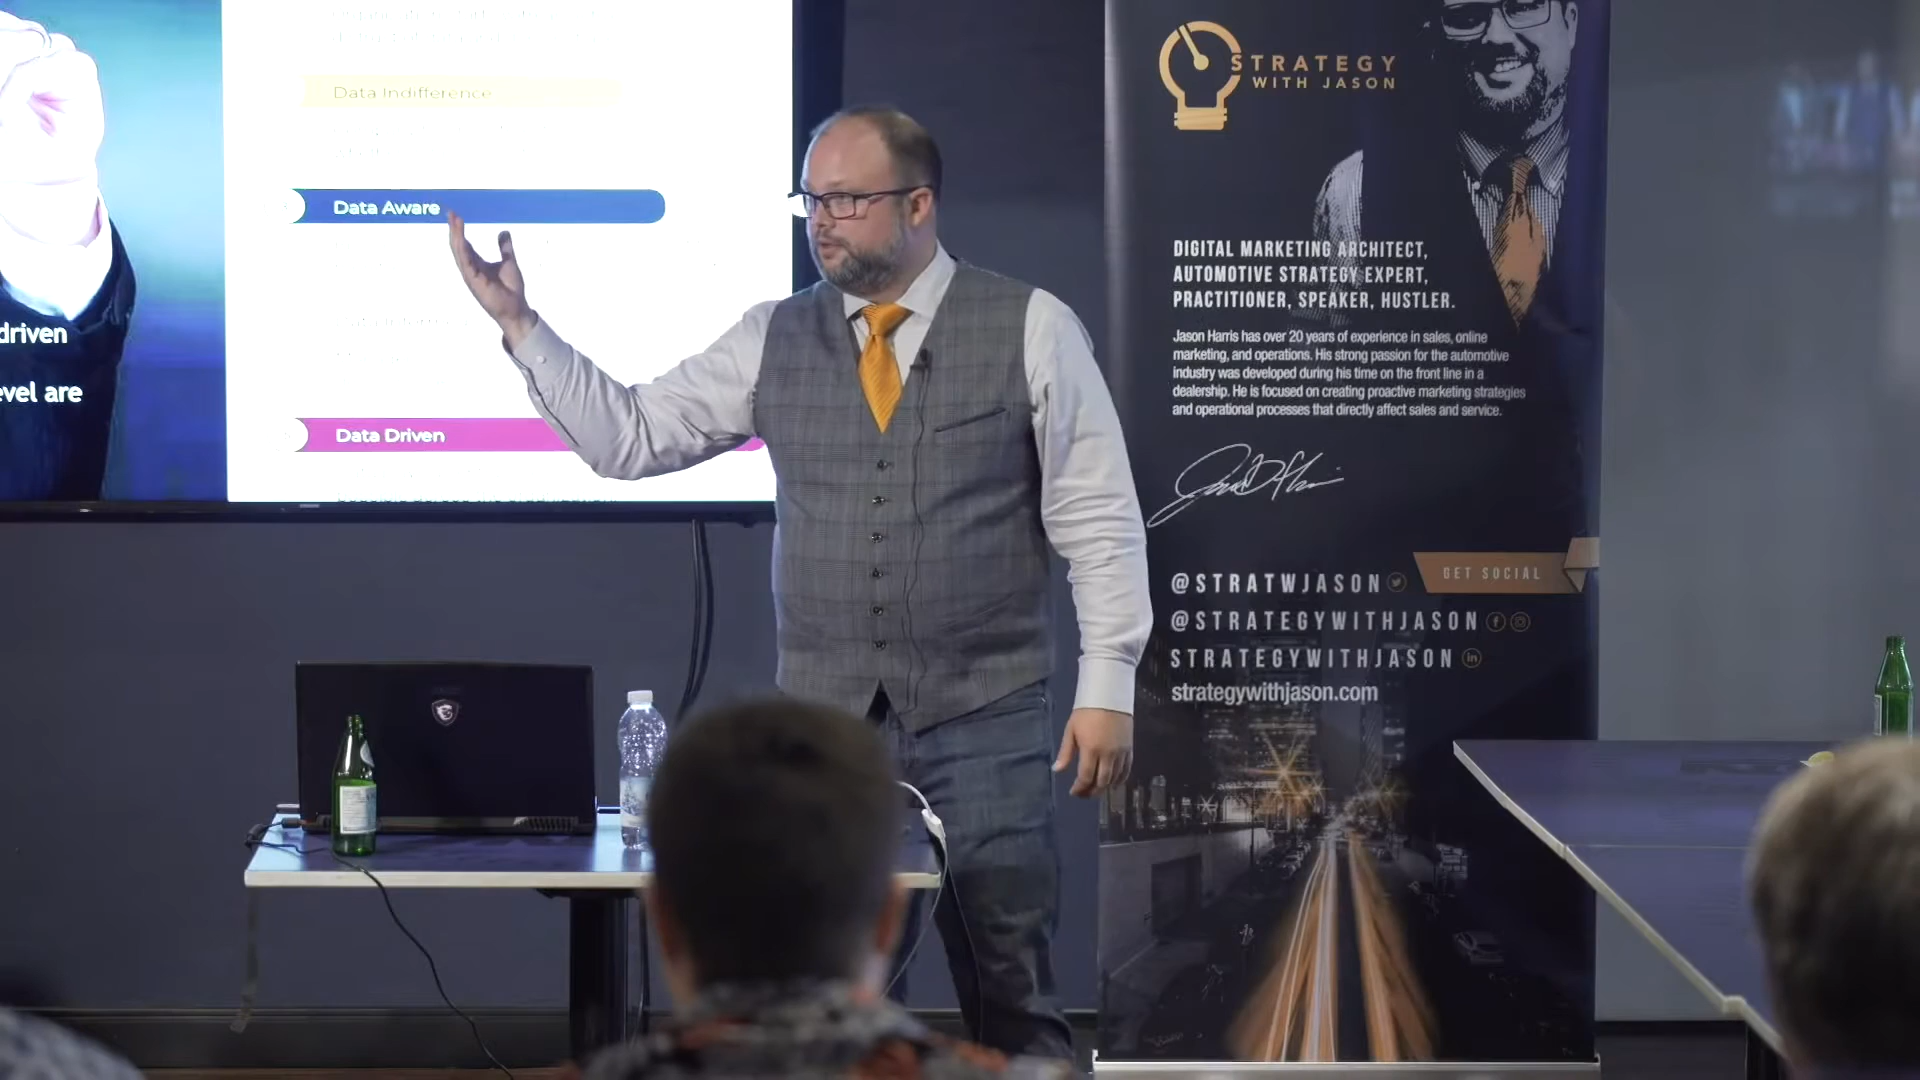 driven
evel are
Data Indifference
Data Aware
Data Driven
STRATEGY
WITH JASON
DIGITAL MARKETING ARCHITECT,
AUTOMOTIVE STRATEGY EXPERT,
PRACTITIONER, SPEAKER, HUSTLER.
Jason Harris has over 20 years of experience in sales, online
marketing, and operations. His strong passion for the automotive
industry was developed during his time on the front line in a
dealership. He is focused on creating proactive marketing strategies
and operational processes that directly affect sales and service.
GET SOCIAL
@STRATWJASON
@STRATEGYWITHJASON
STRATEGYWITHJASON
strategywithjason.com